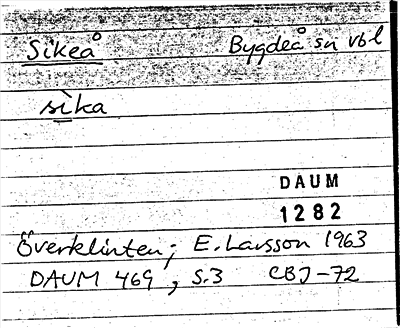 Sikeå Bygdeå sn vbl
sika
DAUM
1282
Överklinten; E. Larsson 1963
DAUM 469, s.3 CBJ-72